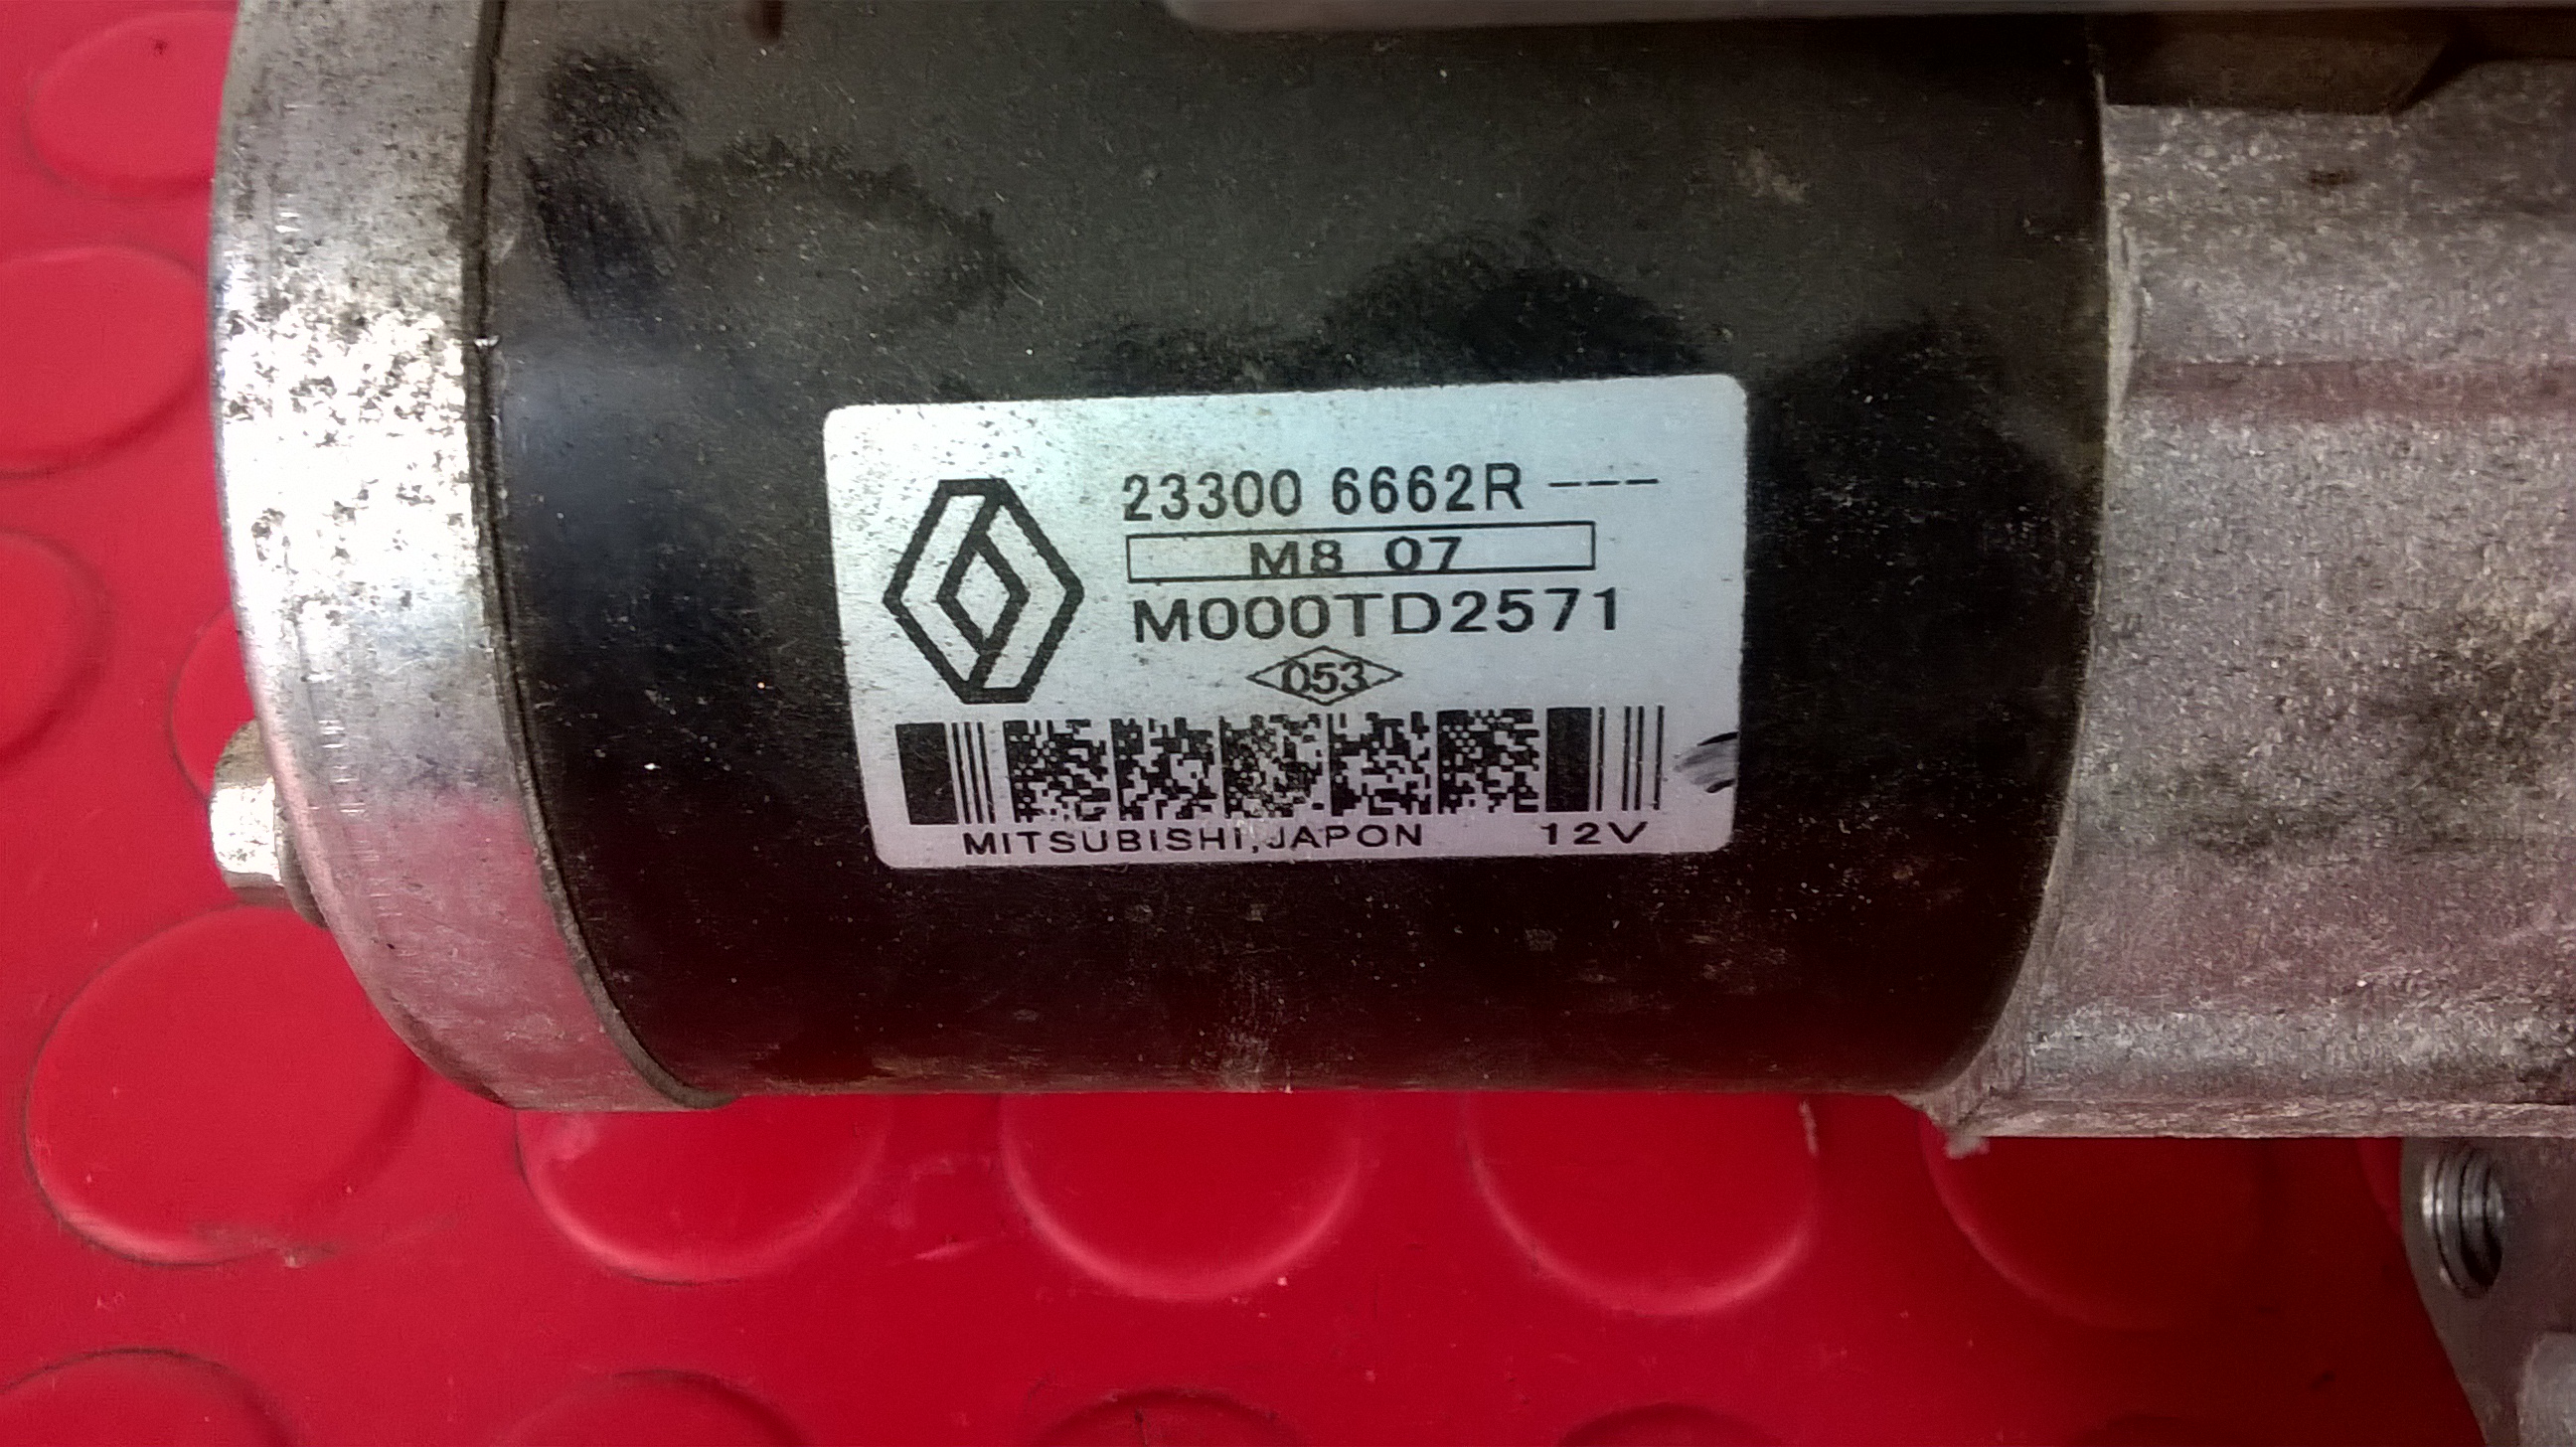 23300 6662R ---
M8 07
M000TD2571
053
MITSUBISHI,JAPON 12V